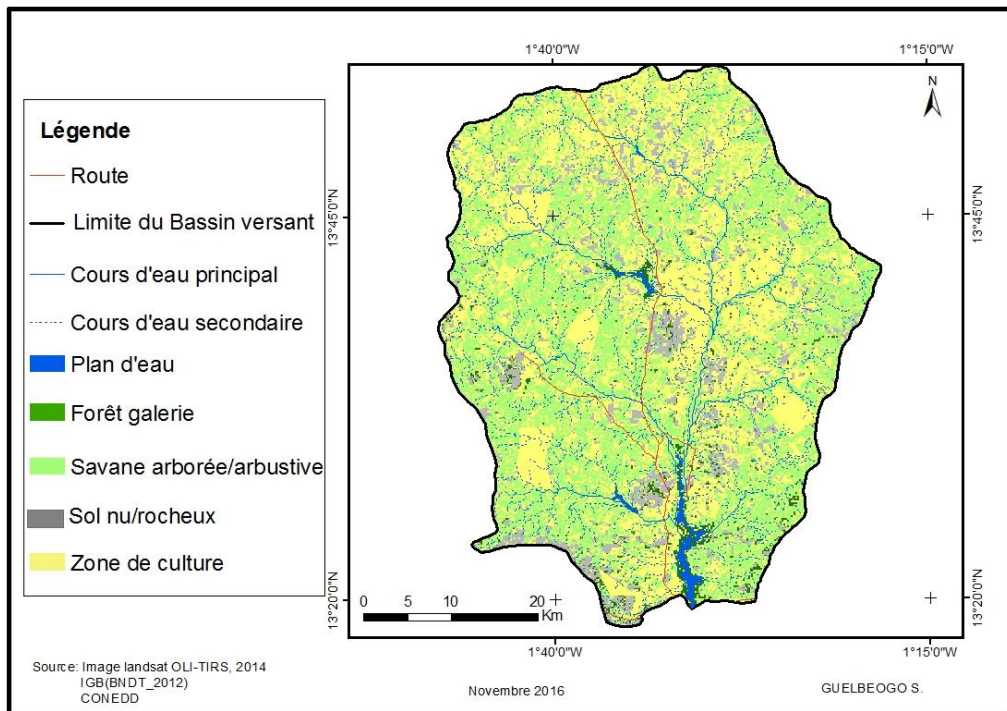 1°40'0"W
1°15'0"W
N
Légende
Route
Limite du Bassin versant
Cours d'eau principal
Cours d'eau secondaire
Plan d'eau
Forêt galerie
Savane arborée/arbustive
Sol nu/rocheux
Zone de culture
13°45'0"N
13°45'0"N
13°20'0"N
13°20'0"N
0 5 10 20
Km
1°40'0"W
1°15'0"W
Source: Image landsat OLI-TIRS, 2014
IGB(BNDT_2012)
CONEDD
Novembre 2016
GUELBEOGO S.